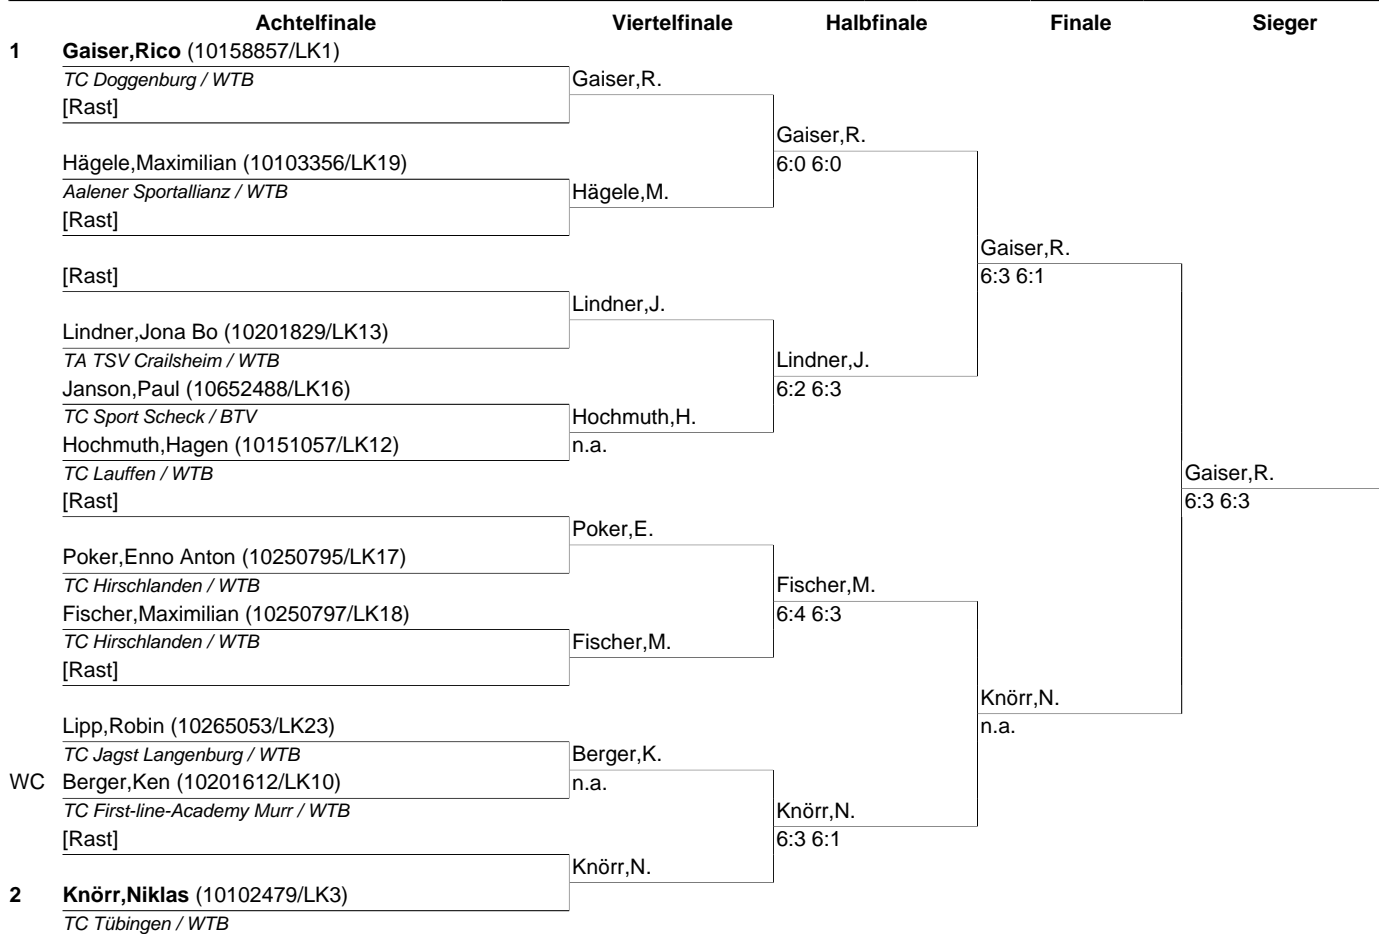 Achtelfinale Viertelfinale Halbfinale Finale Sieger
1 Gaiser,Rico (10158857/LK1)
TC Doggenburg / WTB Gaiser,R.
[Rast]
Gaiser,R.
Hägele,Maximilian (10103356/LK19) 6:0 6:0
Aalener Sportallianz / WTB Hägele,M.
[Rast]
Gaiser,R.
[Rast] 6:3 6:1
Lindner,J.
Lindner,Jona Bo (10201829/LK13)
TA TSV Crailsheim / WTB Lindner,J.
Janson,Paul (10652488/LK16) 6:2 6:3
TC Sport Scheck / BTV Hochmuth,H.
Hochmuth,Hagen (10151057/LK12) n.a.
TC Lauffen / WTB Gaiser,R.
[Rast] 6:3 6:3
Poker,E.
Poker,Enno Anton (10250795/LK17)
TC Hirschlanden / WTB Fischer,M.
Fischer,Maximilian (10250797/LK18) 6:4 6:3
TC Hirschlanden / WTB Fischer,M.
[Rast]
Knörr,N.
Lipp,Robin (10265053/LK23) n.a.
TC Jagst Langenburg / WTB Berger,K.
WC Berger,Ken (10201612/LK10) n.a.
TC First-line-Academy Murr / WTB Knörr,N.
[Rast] 6:3 6:1
Knörr,N.
2 Knörr,Niklas (10102479/LK3)
TC Tübingen / WTB